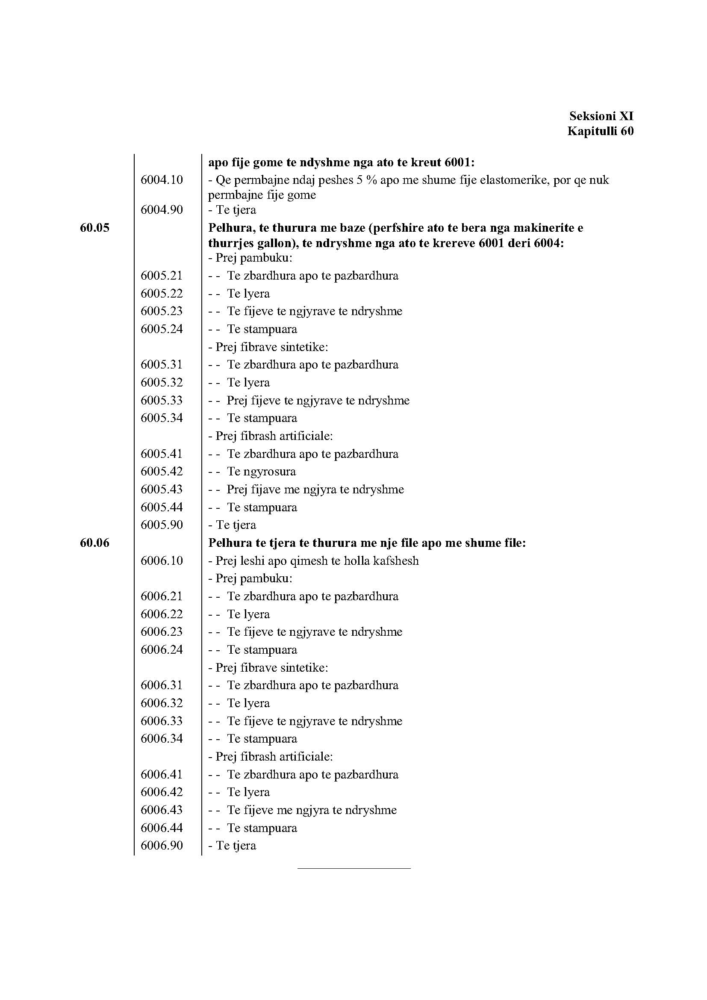 Seksioni XI
Kapitulli 60
apo fije gome te ndyshme nga ato te kreut 6001:
6004.10 - Qe permbajne ndaj peshes 5 % apo me shume fije elastomerike, por qe nuk
permbajne fije gome
6004.90 - Te tjera
60.05 Pelhura, te thurura me baze (perfshire ato te bera nga makinerite e
thurrjes gallon), te ndryshme nga ato te krereve 6001 deri 6004:
- Prej pambuku:
6005.21 - - Te zbardhura apo te pazbardhura
6005.22 - - Te lyera
6005.23 - - Te fijeve te ngjyrave te ndryshme
6005.24 - - Te stampuara
- Prej fibrave sintetike:
6005.31 - - Te zbardhura apo te pazbardhura
6005.32 - - Te lyera
6005.33 - - Prej fijeve te ngjyrave te ndryshme
6005.34 - - Te stampuara
- Prej fibrash artificiale:
6005.41 - - Te zbardhura apo te pazbardhura
6005.42 - - Te ngyrosura
6005.43 - - Prej fijave me ngjyra te ndryshme
6005.44 - - Te stampuara
6005.90 - Te tjera
60.06 Pelhura te tjera te thurura me nje file apo me shume file:
6006.10 - Prej leshi apo qimesh te holla kafshesh
- Prej pambuku:
6006.21 - - Te zbardhura apo te pazbardhura
6006.22 - - Te lyera
6006.23 - - Te fijeve te ngjyrave te ndryshme
6006.24 - - Te stampuara
- Prej fibrave sintetike:
6006.31 - - Te zbardhura apo te pazbardhura
6006.32 - - Te lyera
6006.33 - - Te fijeve te ngjyrave te ndryshme
6006.34 - - Te stampuara
- Prej fibrash artificiale:
6006.41 - - Te zbardhura apo te pazbardhura
6006.42 - - Te lyera
6006.43 - - Te fijeve me ngjyra te ndryshme
6006.44 - - Te stampuara
6006.90 - Te tjera